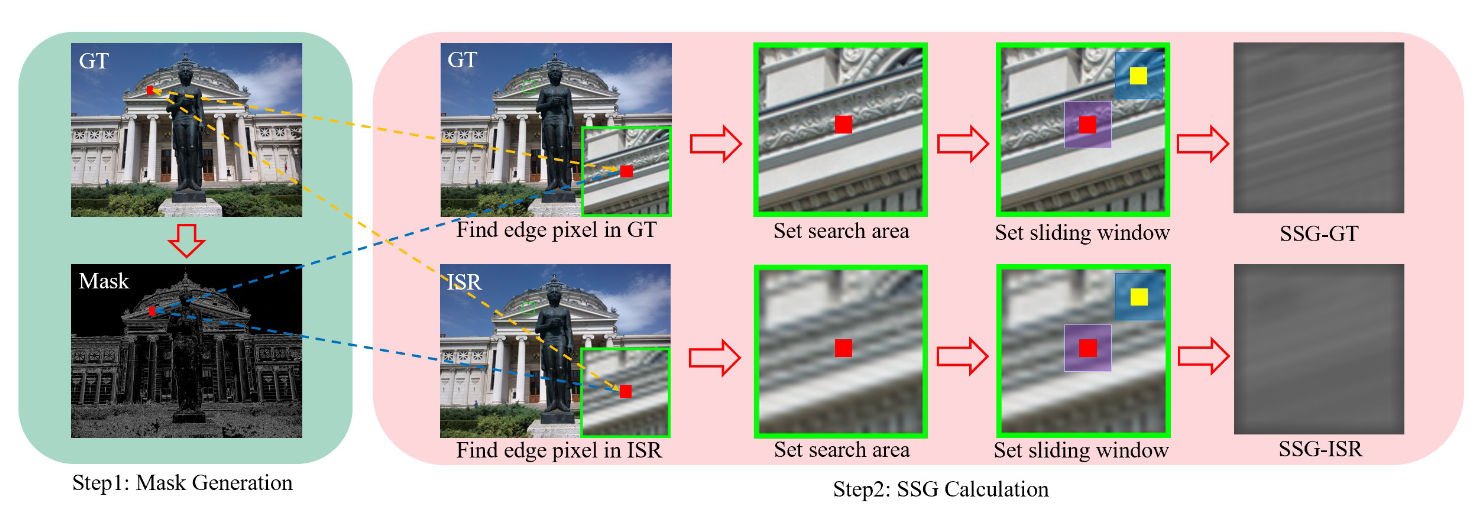 GT
Mask
Step1: Mask Generation
GT
Find edge pixel in GT
Set search area
Set sliding window
SSG-GT
ISR
Find edge pixel in ISR
Set search area
Set sliding window
SSG-ISR
Step2: SSG Calculation